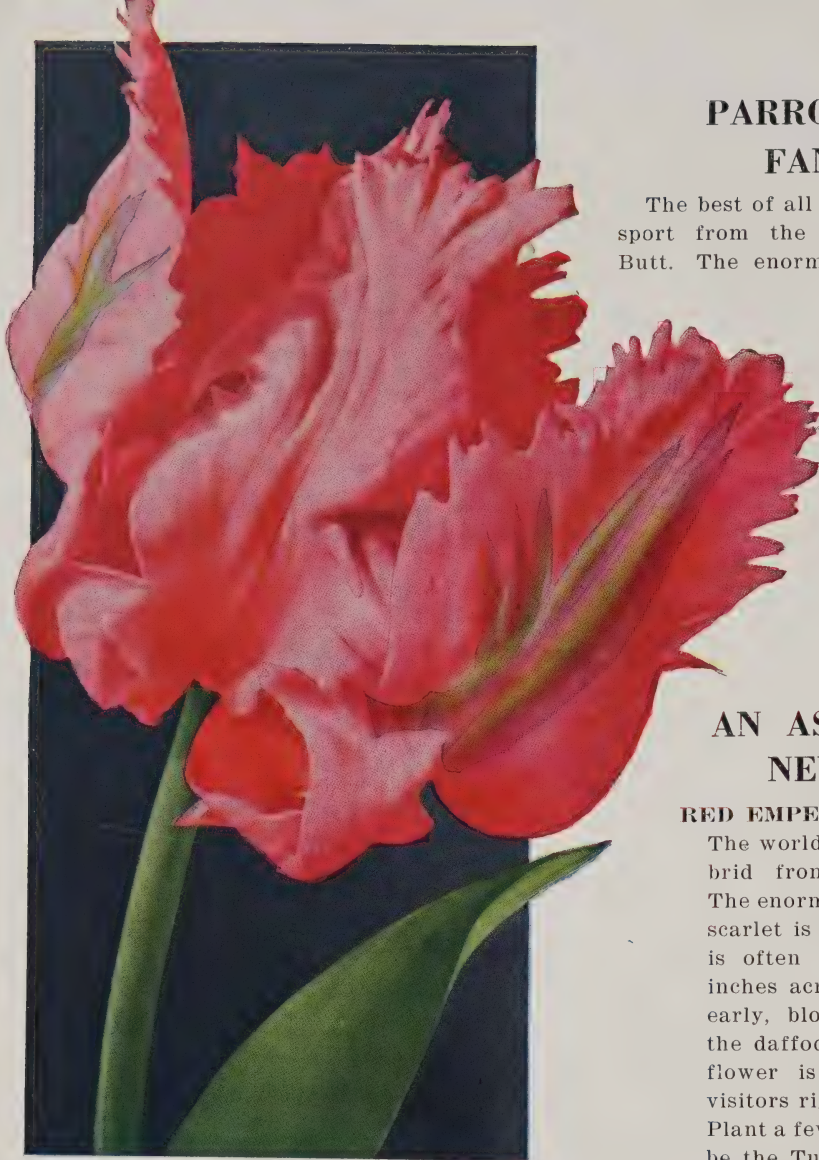 PARRO
FAN
The best of all
sport from the
Butt. The enorm
AN AS
NE
RED EMPE
The world
brid from
The enorm
scarlet is
is often
inches acr
early, blo
the daffod
flower is
visitors ri
Plant a few
be the Tu